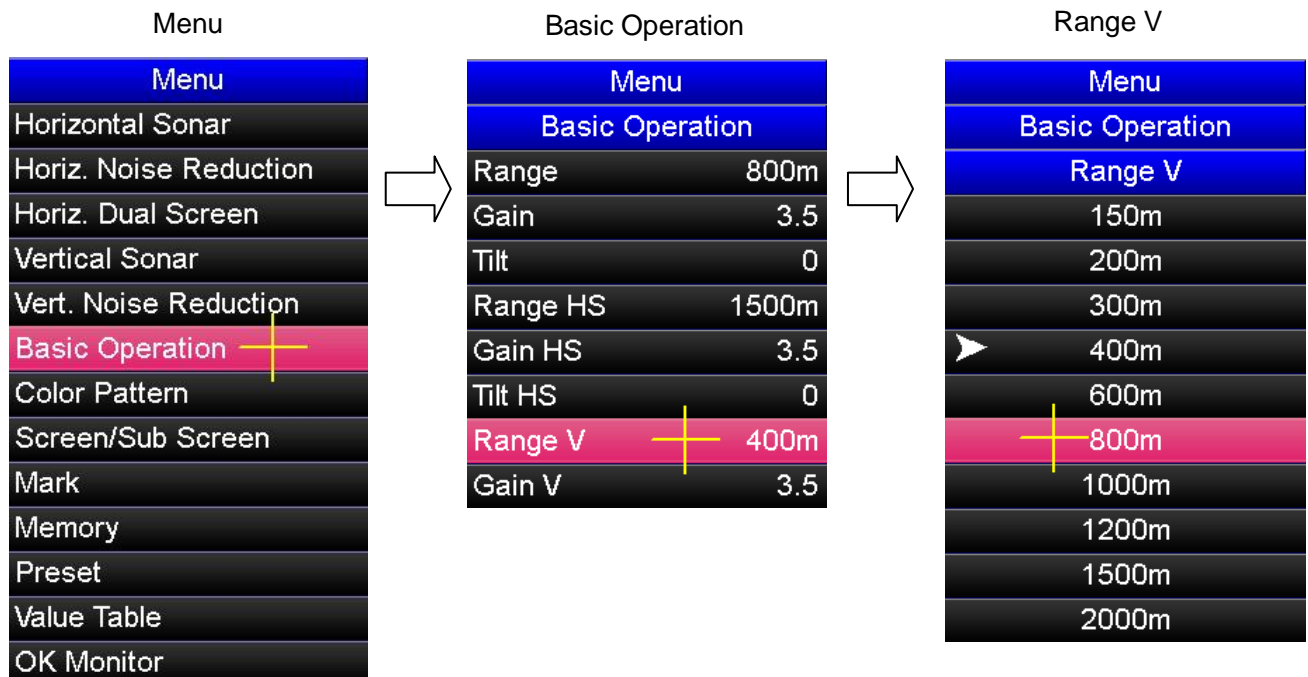 Menu
Menu
Horizontal Sonar
Horiz. Noise Reduction
Horiz. Dual Screen
Vertical Sonar
Vert. Noise Reduction
Basic Operation
Color Pattern
Screen/Sub Screen
Mark
Memory
Preset
Value Table
OK Monitor
Basic Operation
Menu
Basic Operation
Range 800m
Gain 3.5
Tilt 0
Range HS 1500m
Gain HS 3.5
Tilt HS 0
Range V 400m
Gain V 3.5
Range V
Menu
Basic Operation
Range V
150m
200m
300m
400m
600m
800m
1000m
1200m
1500m
2000m